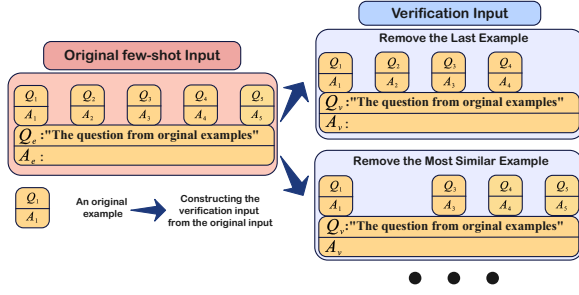 Original few-shot Input
Q1 Q2 Q3 Q4 Q5
A1 A2 A3 A4 A5
Qe:"The question from orginal examples"
Ae:
Q1
A1
An original
example
Constructing the
verification input
from the original input
Verification Input
Remove the Last Example
Q1 Q2 Q3 Q4
A1 A2 A3 A4
Qv:"The question from orginal examples"
Av:
Remove the Most Similar Example
Q1 Q3 Q4 Q5
A1 A3 A4 A5
Qv:"The question from orginal examples"
Av